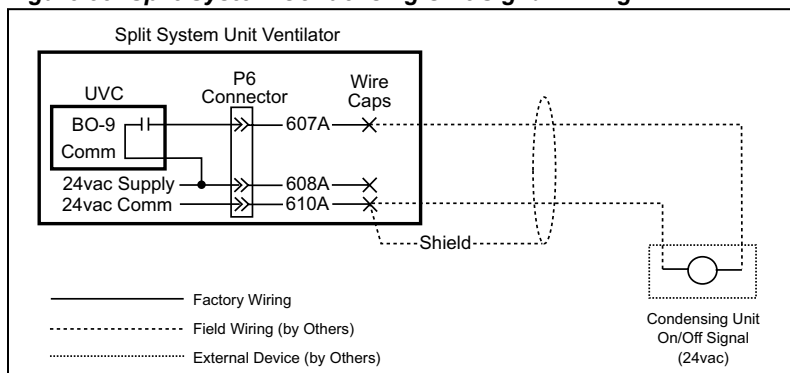 Split System Unit Ventilator
UVC
P6
Connector
Wire
Caps
BO-9
Comm
607A
24vac Supply
608A
24vac Comm
610A
Shield
Factory Wiring
Field Wiring (by Others)
External Device (by Others)
Condensing Unit
On/Off Signal
(24vac)